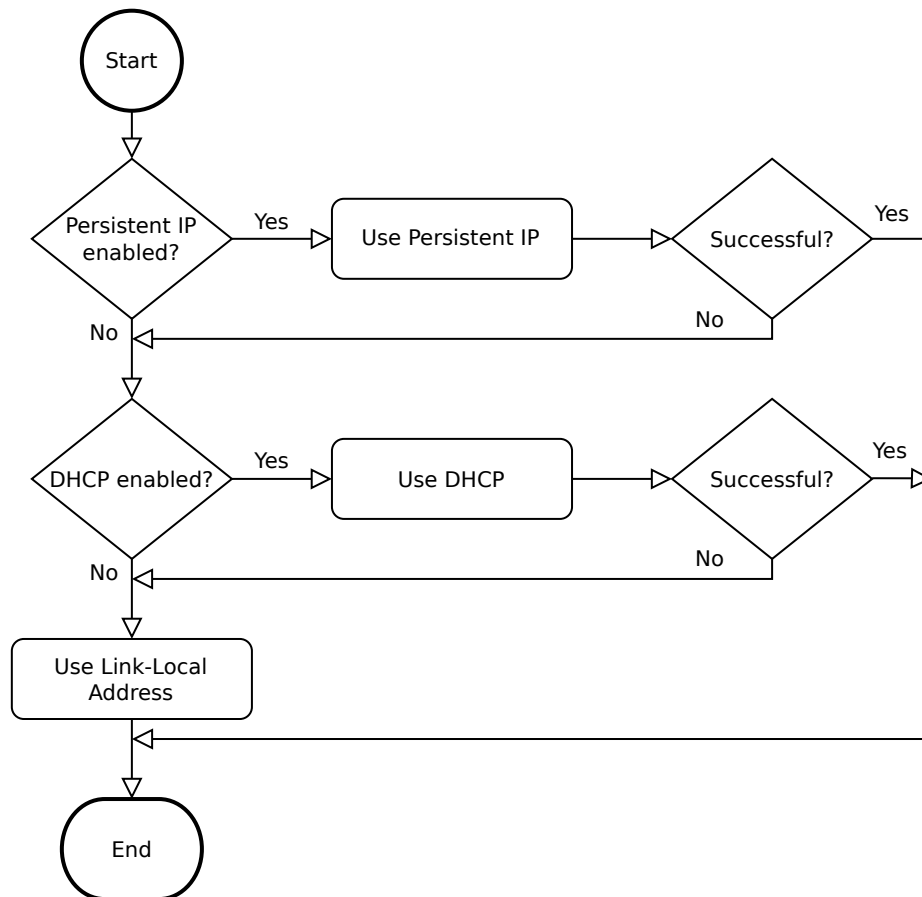 Start
Persistent IP
enabled?
Yes
Use Persistent IP
Successful?
Yes
No
No
DHCP enabled?
Yes
Use DHCP
Successful?
Yes
No
No
Use Link-Local
Address
End